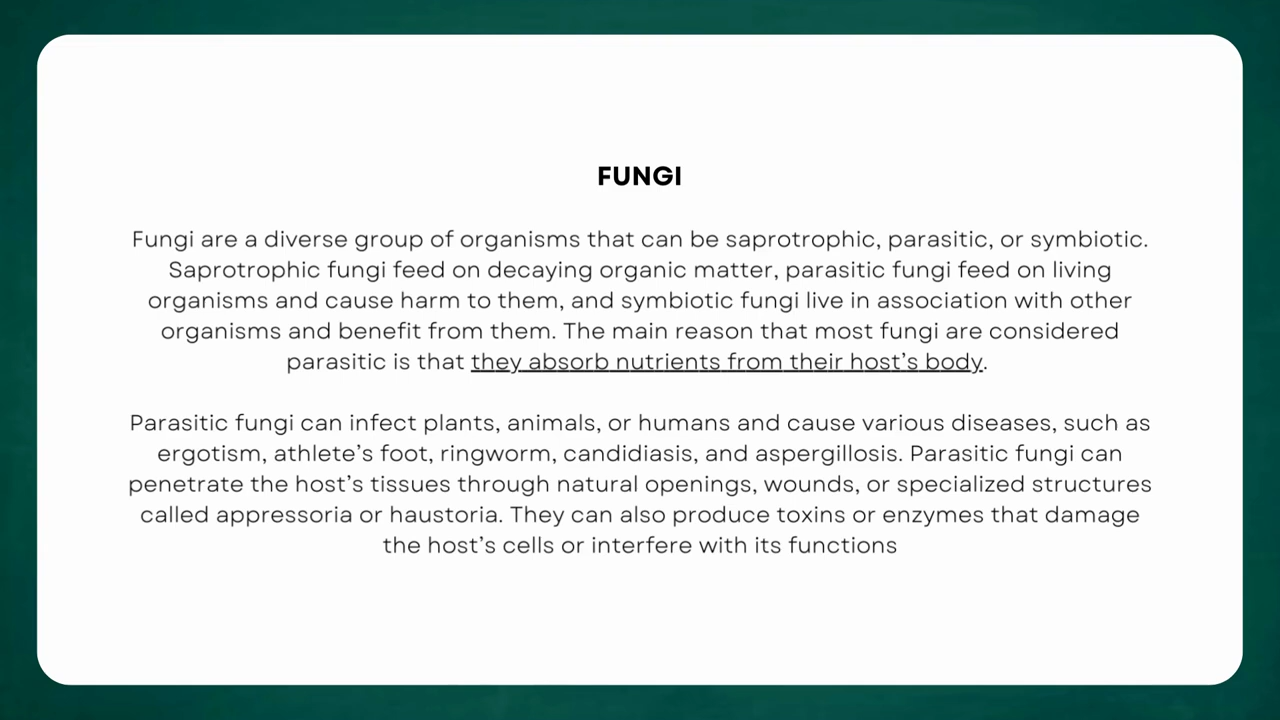 FUNGI
Fungi are a diverse group of organisms that can be saprotrophic, parasitic, or symbiotic.
Saprotrophic fungi feed on decaying organic matter, parasitic fungi feed on living
organisms and cause harm to them, and symbiotic fungi live in association with other
organisms and benefit from them. The main reason that most fungi are considered
parasitic is that they absorb nutrients from their host’s body.
Parasitic fungi can infect plants, animals, or humans and cause various diseases, such as
ergotism, athlete’s foot, ringworm, candidiasis, and aspergillosis. Parasitic fungi can
penetrate the host’s tissues through natural openings, wounds, or specialized structures
called appressoria or haustoria. They can also produce toxins or enzymes that damage
the host’s cells or interfere with its functions